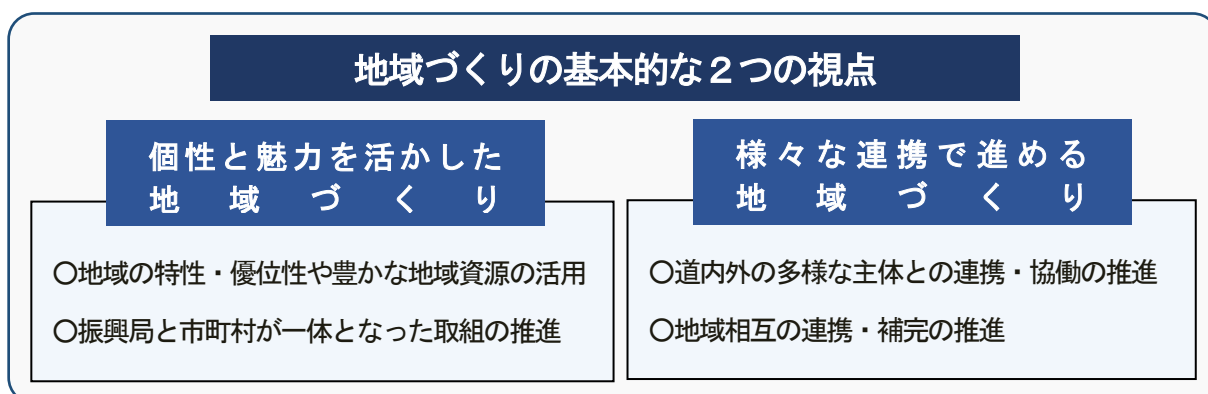 地域づくりの基本的な２つの視点
個性と魅力を活かした
地域づくり
〇地域の特性・優位性や豊かな地域資源の活用
〇振興局と市町村が一体となった取組の推進
様々な連携で進める
地域づくり
〇道内外の多様な主体との連携・協働の推進
〇地域相互の連携・補完の推進